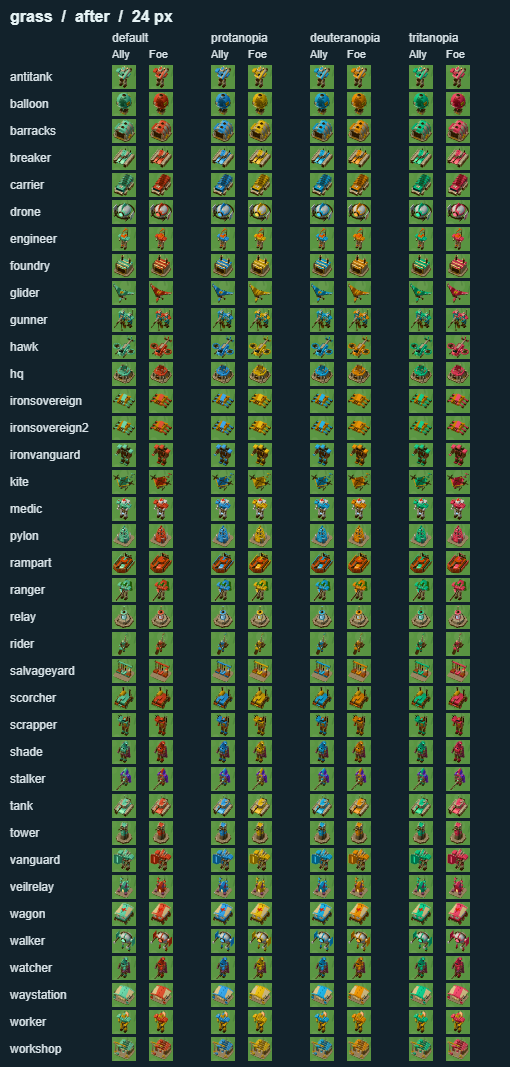 grass / after / 24 px
default protanopia deuteranopia tritanopia
Ally Foe Ally Foe Ally Foe Ally Foe
antitank
balloon
barracks
breaker
carrier
drone
engineer
foundry
glider
gunner
hawk
hq
ironsovereign
ironsovereign2
ironvanguard
kite
medic
pylon
rampart
ranger
relay
rider
salvageyard
scorcher
scrapper
shade
stalker
tank
tower
vanguard
veilrelay
wagon
walker
watcher
waystation
worker
workshop